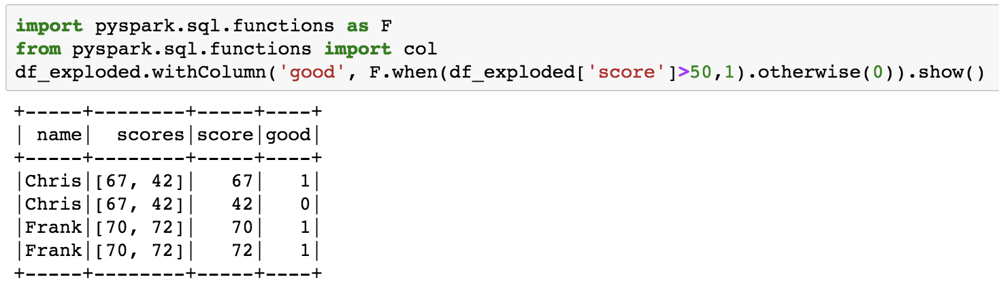 import pyspark.sql.functions as F
from pyspark.sql.functions import col
df_exploded.withColumn('good', F.when(df_exploded['score']>50,1).otherwise(0)).show()
+-----+--------+-----+----+
| name|  scores|score|good|
+-----+--------+-----+----+
|Chris|[67, 42]|   67|   1|
|Chris|[67, 42]|   42|   0|
|Frank|[70, 72]|   70|   1|
|Frank|[70, 72]|   72|   1|
+-----+--------+-----+----+